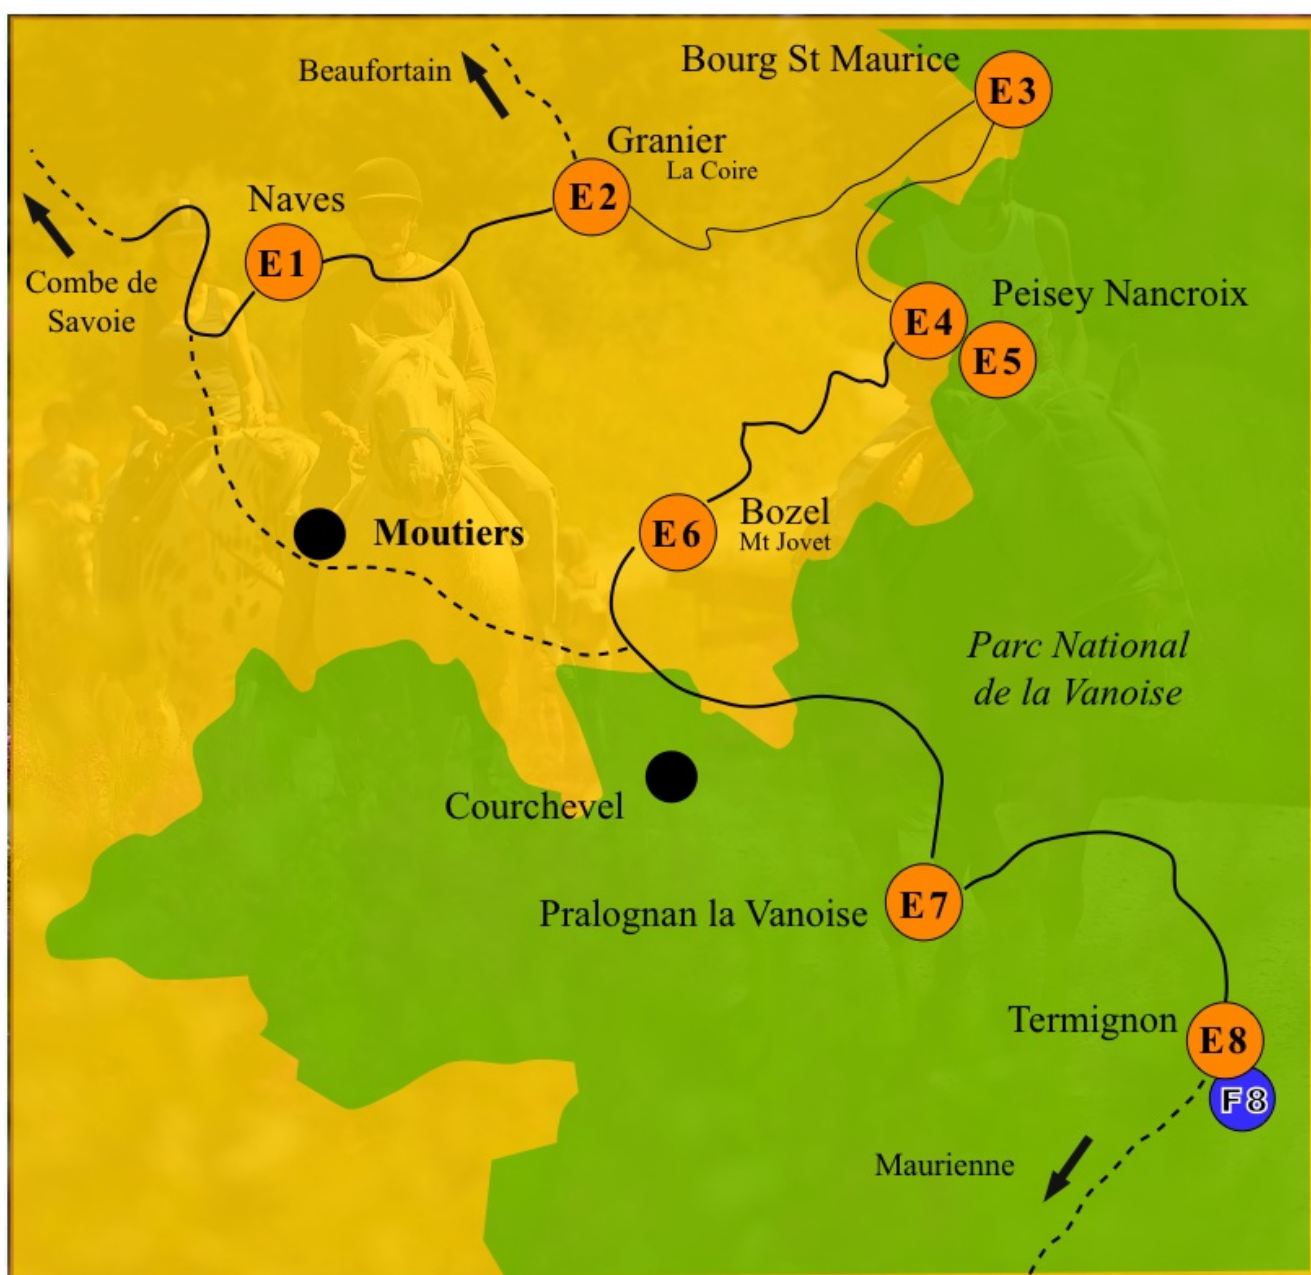 Beaufortain
Bourg St Maurice
E3
Granier
La Coire
E2
Naves
E1
Combe de
Savoie
Peisey Nancroix
E4
E5
Moutiers
Bozel
Mt Jovet
E6
Parc National
de la Vanoise
Courchevel
Pralognan la Vanoise
E7
Termignon
E8
F8
Maurienne